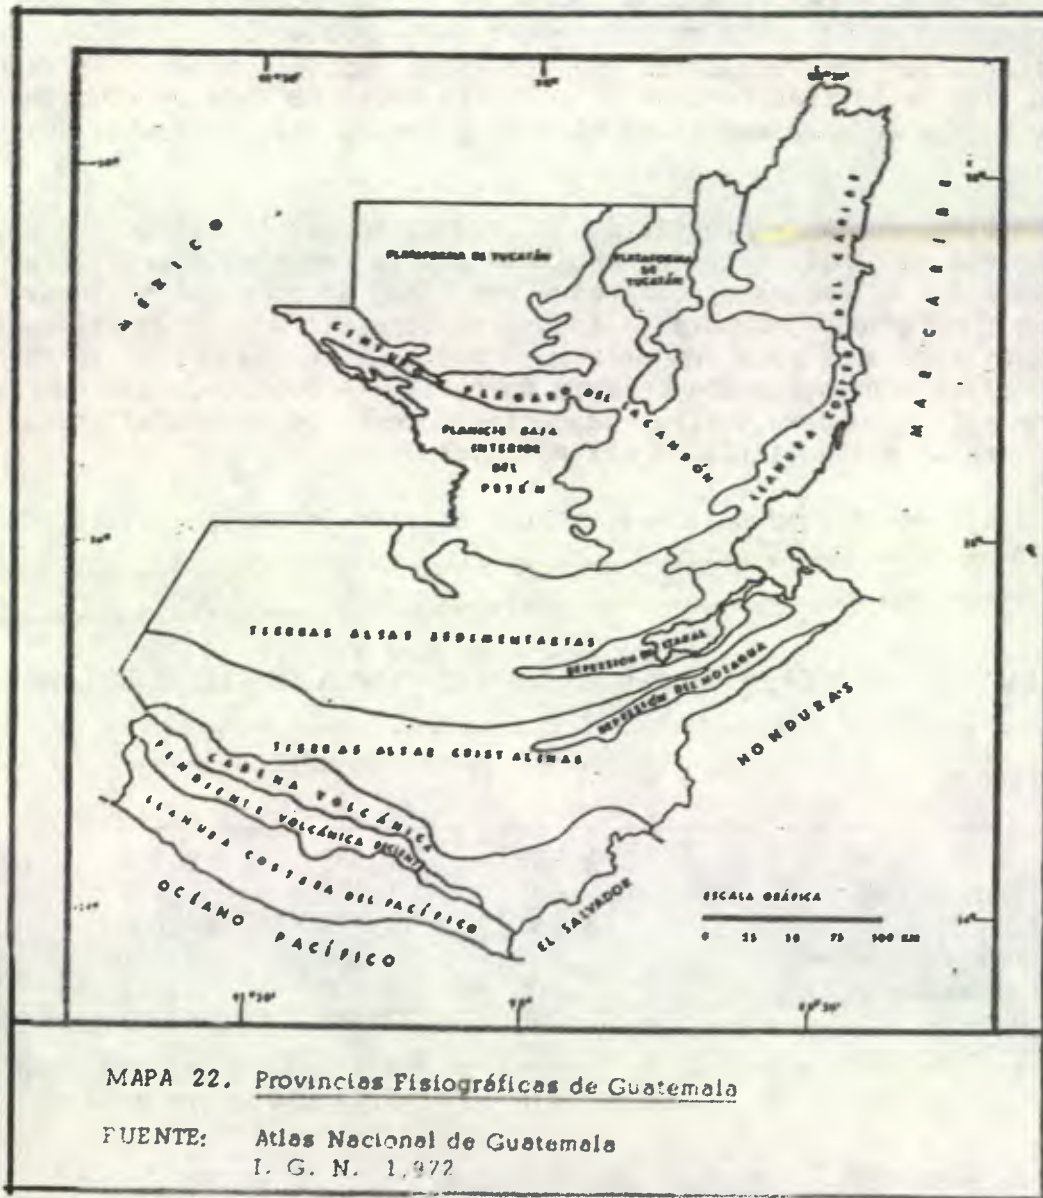 MÉXICO
PLATAFORMA DE YUCATÁN
PLATAFORMA
DE
YUCATÁN
CINTURÓN PLEGADO DEL LACANDÓN
LLANURA COSTERA DEL CARIBE
MAR CARIBE
PLANICIE BAJA
INTERIOR
DEL
PETÉN
TIERRAS ALTAS SEDIMENTARIAS
DEPRESIÓN DE IZABAL
DEPRESIÓN DEL MOTAGUA
HONDURAS
TIERRAS ALTAS CRISTALINAS
CADENA VOLCÁNICA
PENDIENTE VOLCÁNICA RECIENTE
LLANURA COSTERA DEL PACÍFICO
OCÉANO PACÍFICO
EL SALVADOR
ESCALA GRÁFICA
0 25 50 75 100 KM
MAPA 22. Provincias Fisiográficas de Guatemala
FUENTE: Atlas Nacional de Guatemala
I. G. N. 1,972